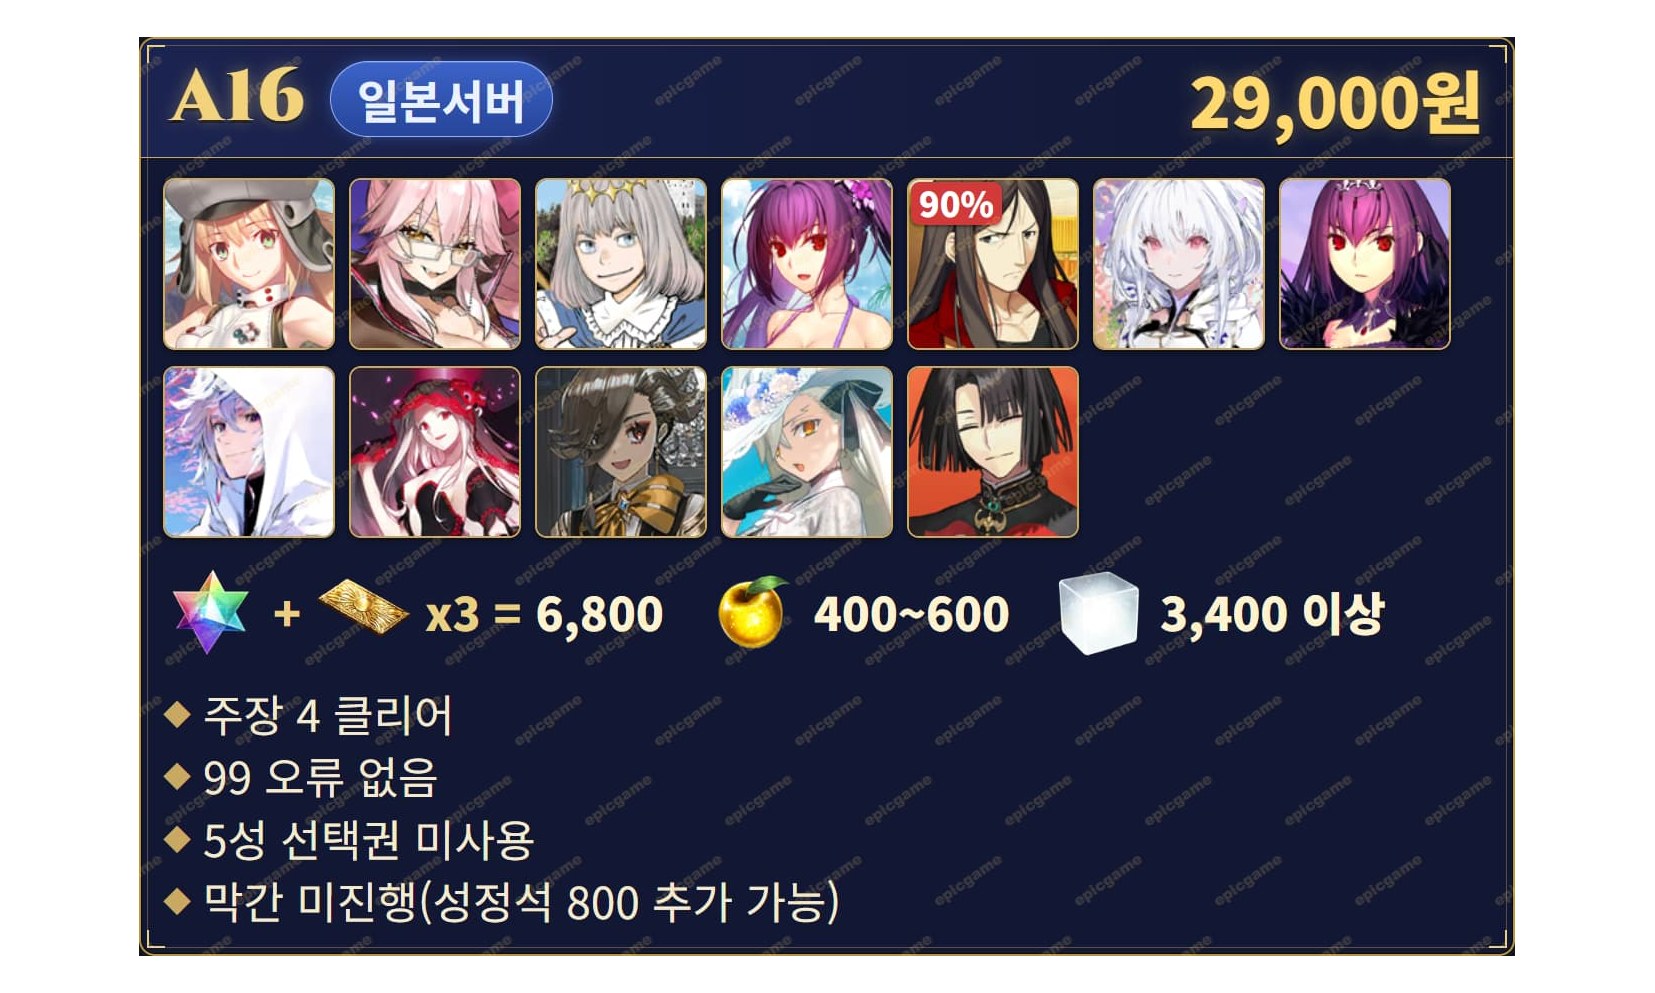 A16 일본서버 29,000원
90%
+ x3 = 6,800 400~600 3,400 이상
◆ 주장 4 클리어
◆ 99 오류 없음
◆ 5성 선택권 미사용
◆ 막간 미진행(성정석 800 추가 가능)
epicgame